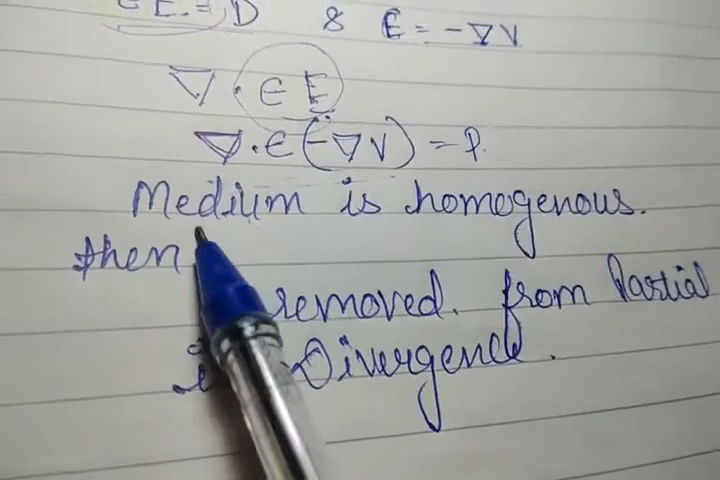 ∈ E. = D & E = -∇V
∇ . ∈ E
∇.∈(-∇V) = ρ.
Medium is homogenous.
then
removed. from Partial
Divergence.